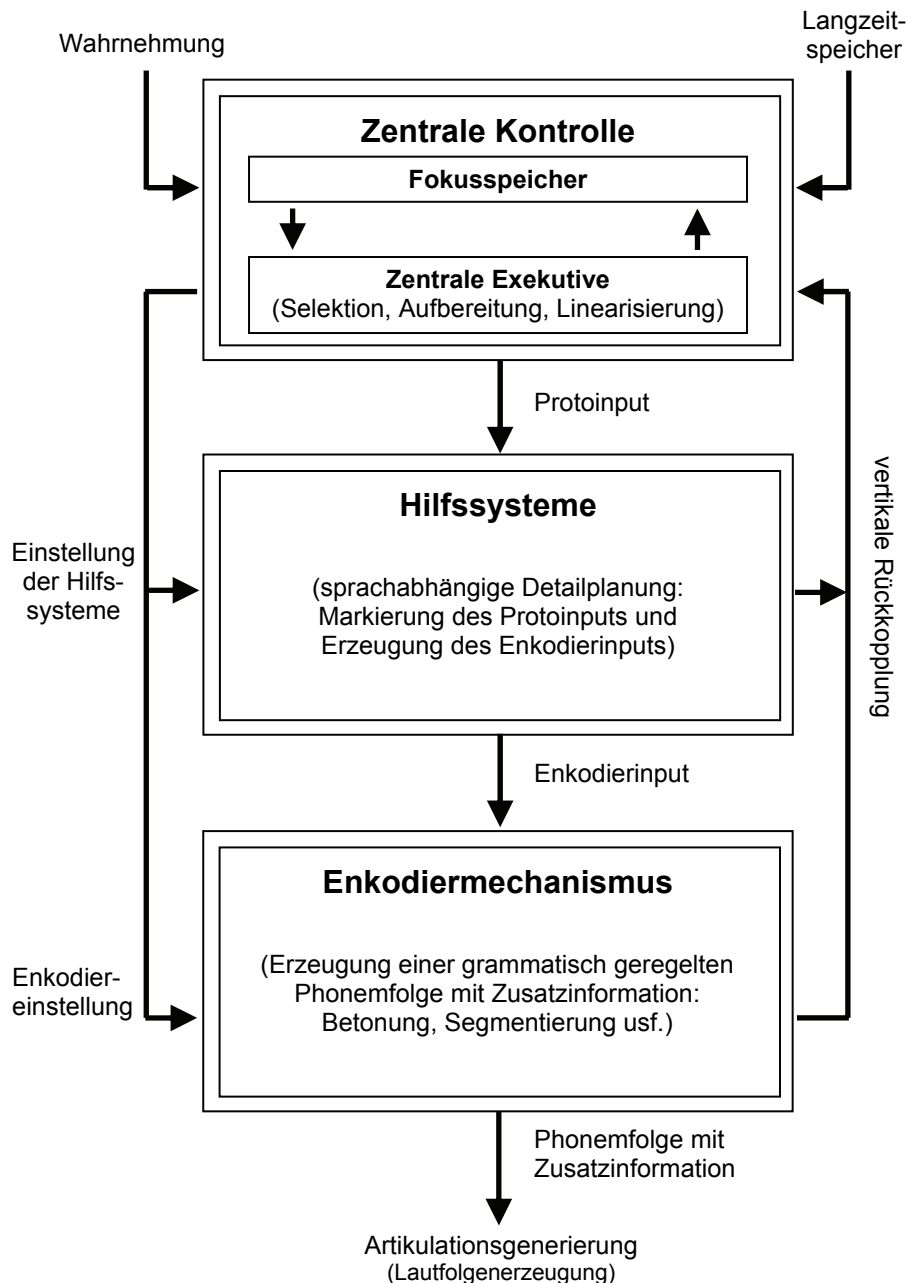 Wahrnehmung
Langzeit-
speicher
Zentrale Kontrolle
Fokusspeicher
Zentrale Exekutive
(Selektion, Aufbereitung, Linearisierung)
Protoinput
Hilfssysteme
(sprachabhängige Detailplanung:
Markierung des Protoinputs und
Erzeugung des Enkodierinputs)
Einstellung
der Hilfs-
systeme
vertikale Rückkopplung
Enkodierinput
Enkodiermechanismus
(Erzeugung einer grammatisch geregelten
Phonemfolge mit Zusatzinformation:
Betonung, Segmentierung usf.)
Enkodier-
einstellung
Phonemfolge mit
Zusatzinformation
Artikulationsgenerierung
(Lautfolgenerzeugung)